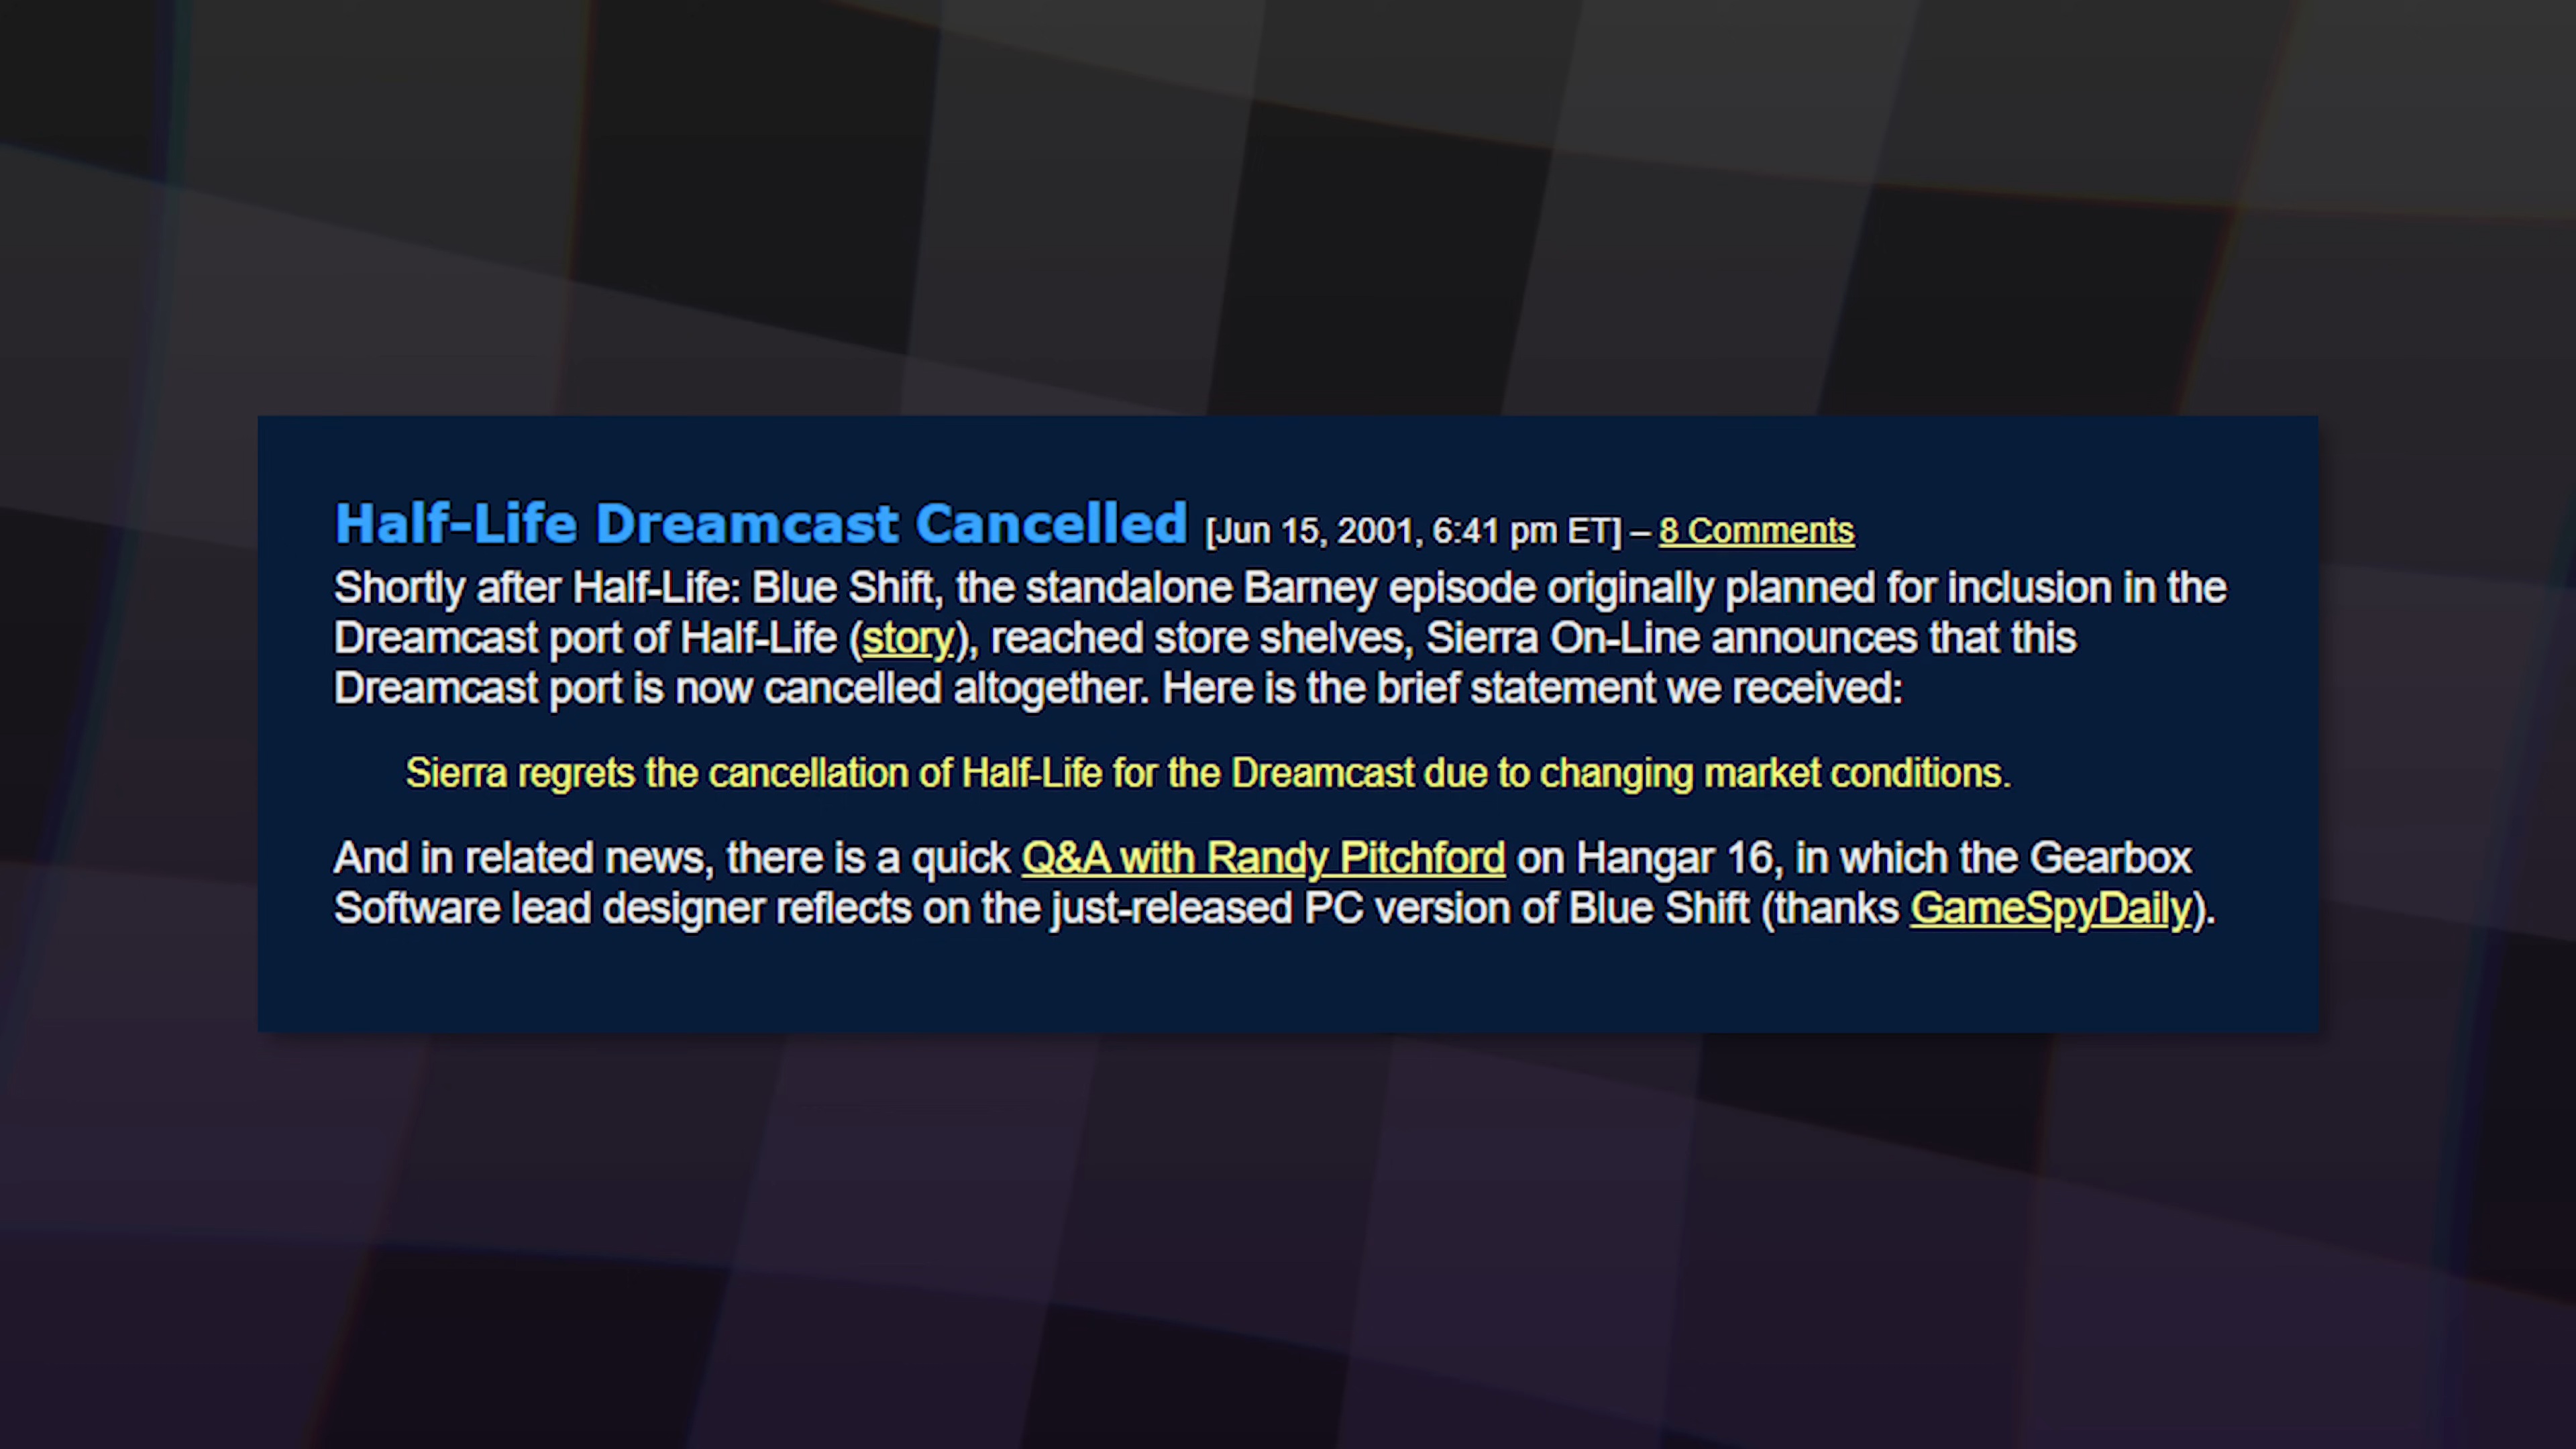 Half-Life Dreamcast Cancelled [Jun 15, 2001, 6:41 pm ET] – 8 Comments
Shortly after Half-Life: Blue Shift, the standalone Barney episode originally planned for inclusion in the
Dreamcast port of Half-Life (story), reached store shelves, Sierra On-Line announces that this
Dreamcast port is now cancelled altogether. Here is the brief statement we received:
Sierra regrets the cancellation of Half-Life for the Dreamcast due to changing market conditions.
And in related news, there is a quick Q&A with Randy Pitchford on Hangar 16, in which the Gearbox
Software lead designer reflects on the just-released PC version of Blue Shift (thanks GameSpyDaily).